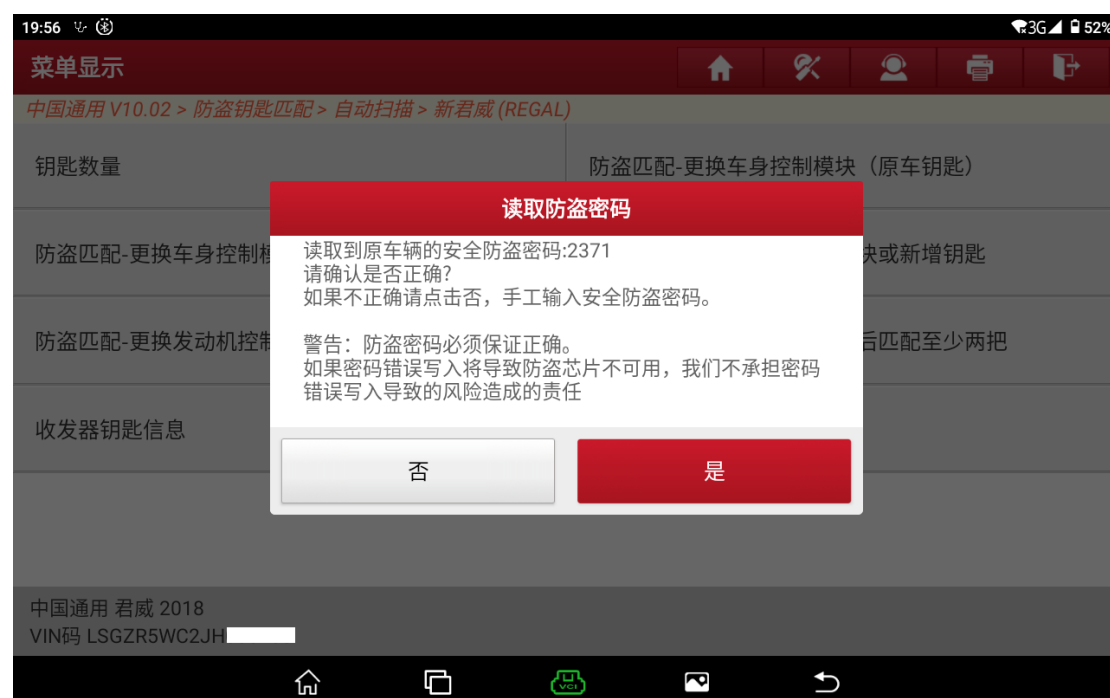 19:56
3G
52%
菜单显示
中国通用 V10.02 > 防盗钥匙匹配 > 自动扫描 > 新君威 (REGAL)
钥匙数量
防盗匹配-更换车身控制模块（原车钥匙）
读取防盗密码
防盗匹配-更换车身控制
块或新增钥匙
读取到原车辆的安全防盗密码:2371
请确认是否正确?
如果不正确请点击否，手工输入安全防盗密码。
防盗匹配-更换发动机控制
后匹配至少两把
警告：防盗密码必须保证正确。
如果密码错误写入将导致防盗芯片不可用，我们不承担密码
错误写入导致的风险造成的责任
收发器钥匙信息
否
是
中国通用 君威 2018
VIN码 LSGZR5WC2JH
VCI